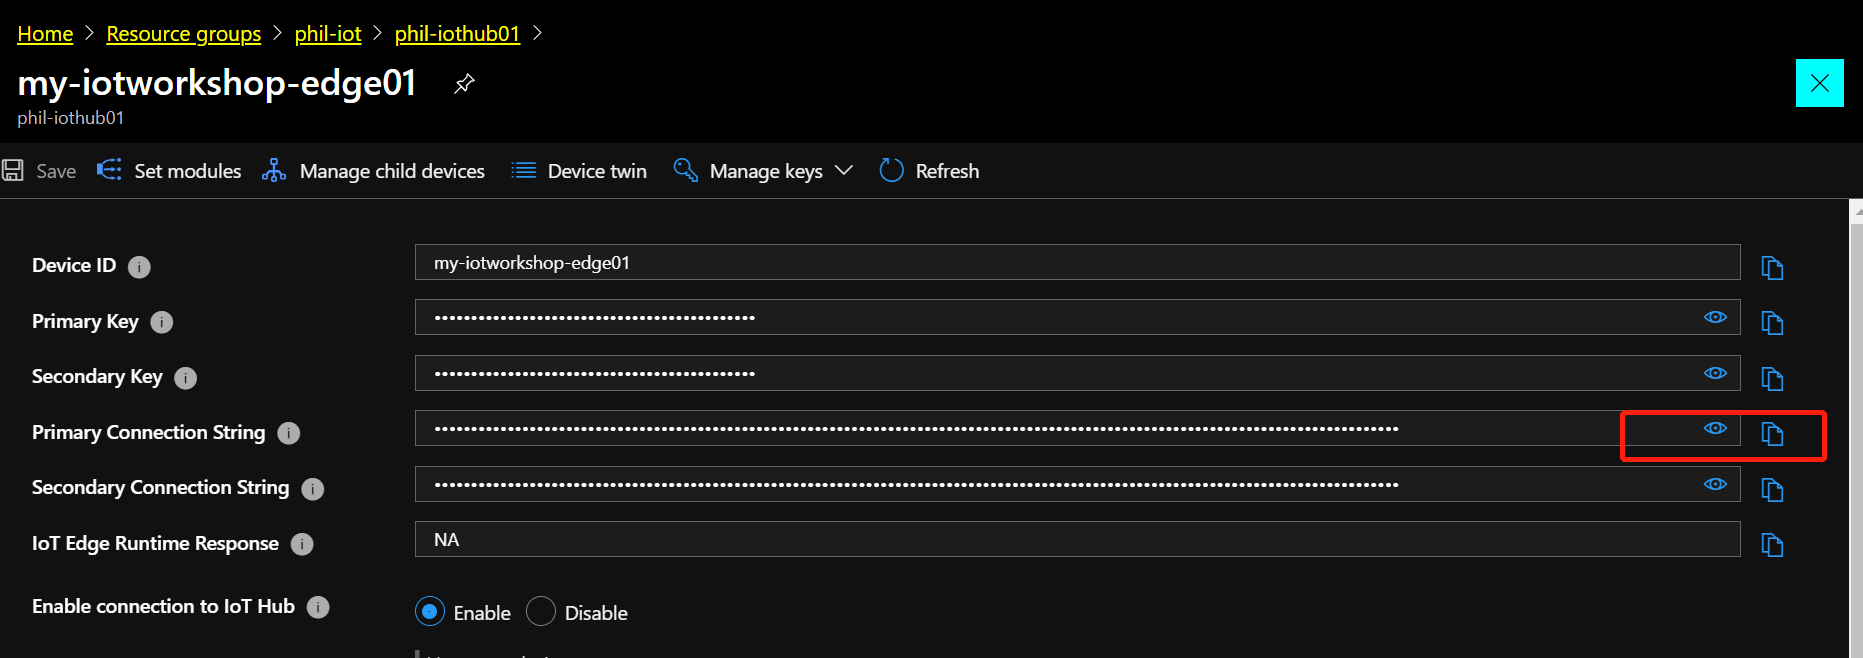 Home > Resource groups > phil-iot > phil-iothub01 >
my-iotworkshop-edge01
phil-iothub01
Save Set modules Manage child devices Device twin Manage keys Refresh
Device ID i my-iotworkshop-edge01
Primary Key i ••••••••••••••••••••••••••••••••••••••••••••
Secondary Key i ••••••••••••••••••••••••••••••••••••••••••••
Primary Connection String i
Secondary Connection String i
IoT Edge Runtime Response i NA
Enable connection to IoT Hub i Enable Disable